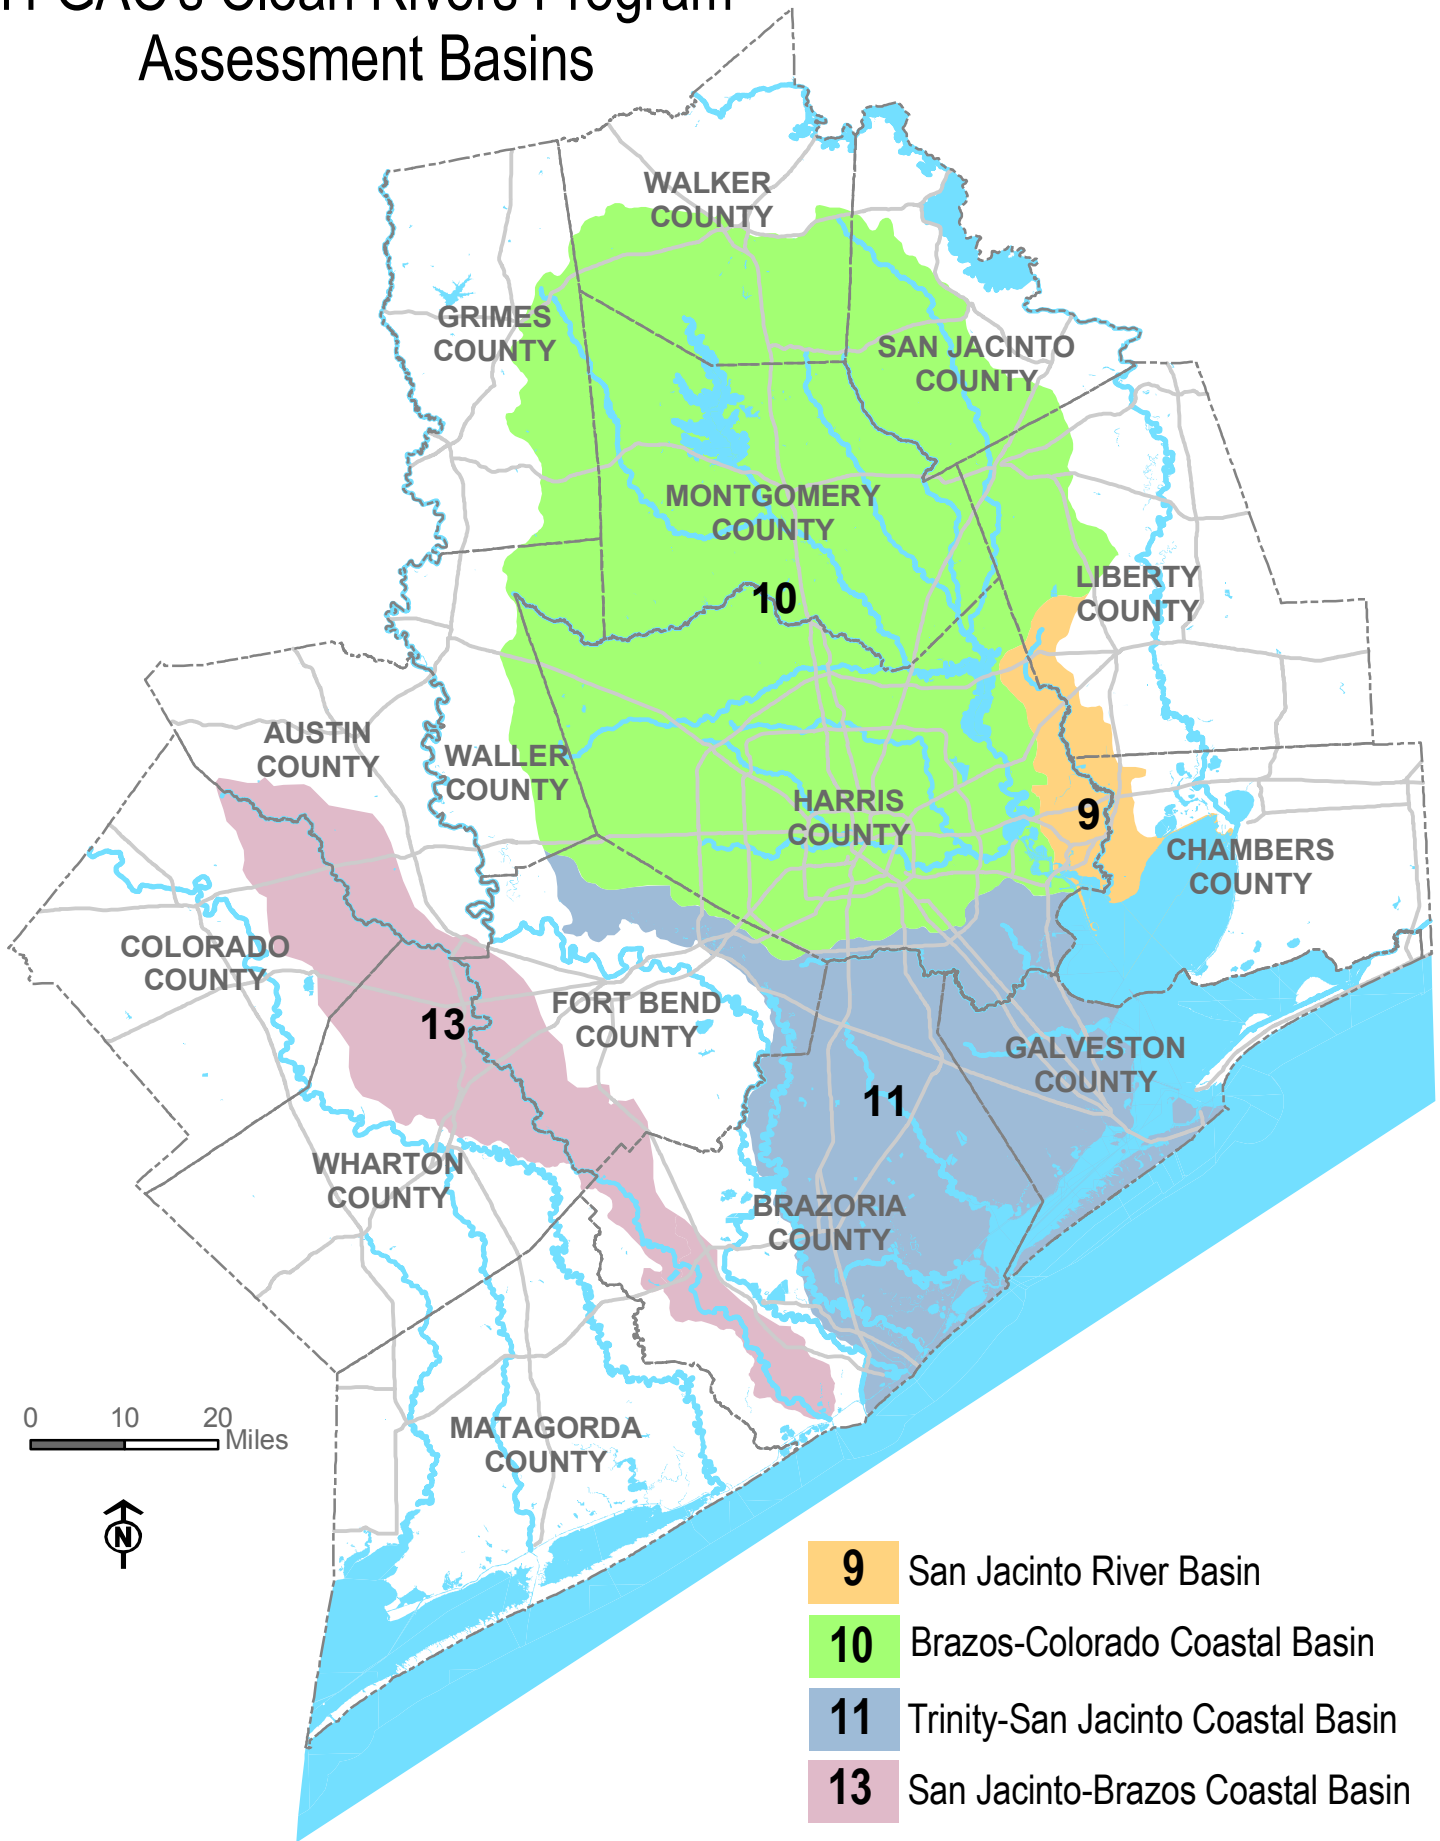 Assessment Basins
WALKER
COUNTY
GRIMES
COUNTY
SAN JACINTO
COUNTY
MONTGOMERY
COUNTY
LIBERTY
COUNTY
10
AUSTIN
COUNTY
WALLER
COUNTY
HARRIS
COUNTY
9
CHAMBERS
COUNTY
COLORADO
COUNTY
FORT BEND
COUNTY
13
GALVESTON
COUNTY
11
WHARTON
COUNTY
BRAZORIA
COUNTY
MATAGORDA
COUNTY
0 10 20
Miles
N
9 San Jacinto River Basin
10 Brazos-Colorado Coastal Basin
11 Trinity-San Jacinto Coastal Basin
13 San Jacinto-Brazos Coastal Basin